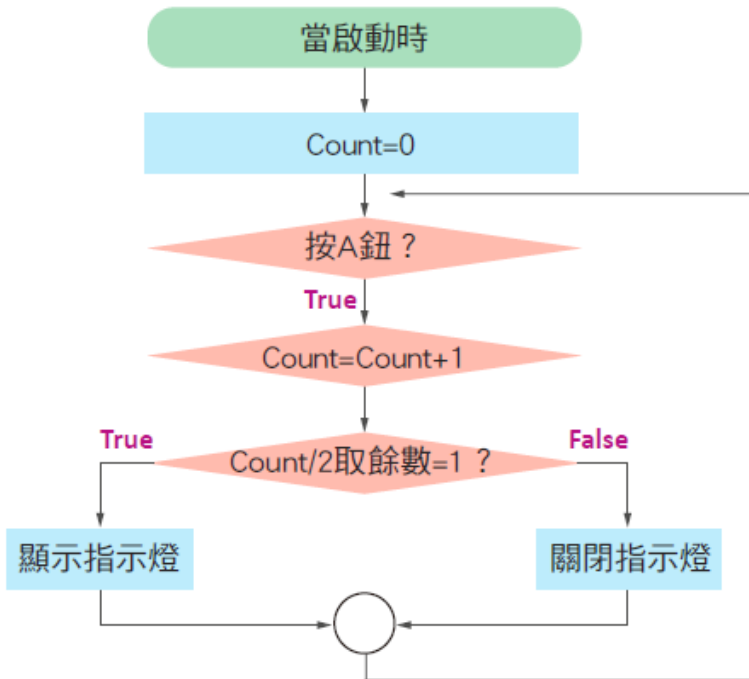 當啟動時
Count=0
按A鈕？
True
Count=Count+1
True
False
Count/2取餘數=1？
顯示指示燈
關閉指示燈